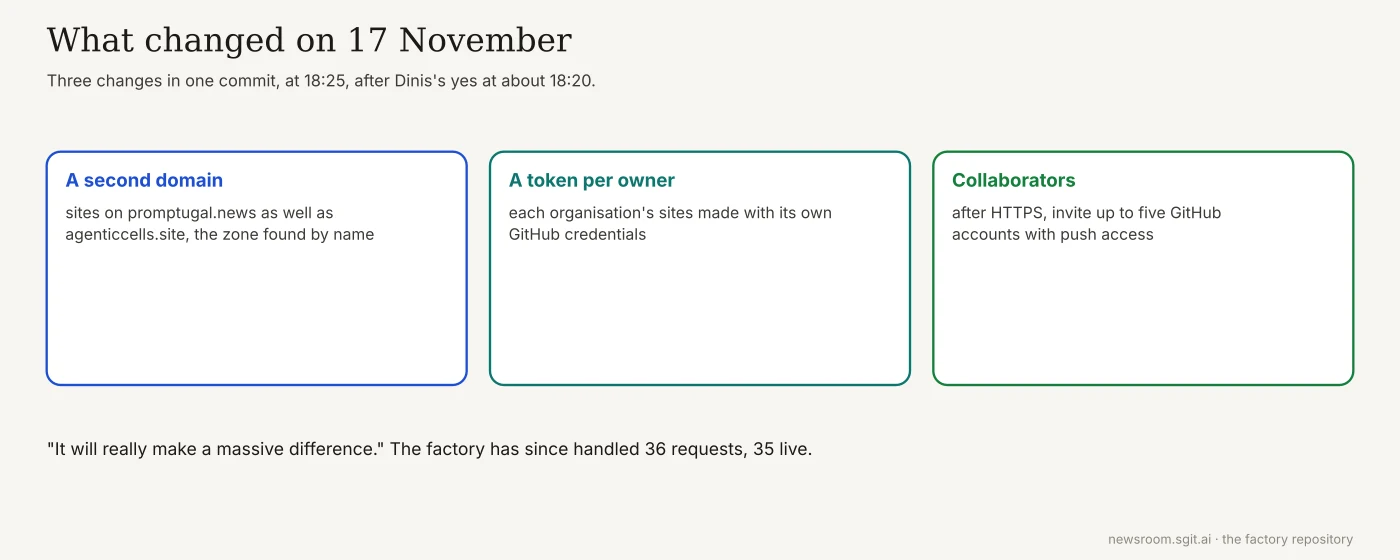 What changed on 17 November
Three changes in one commit, at 18:25, after Dinis's yes at about 18:20.
A second domain
sites on promptugal.news as well as
agenticcells.site, the zone found by name
A token per owner
each organisation's sites made with its own
GitHub credentials
Collaborators
after HTTPS, invite up to five GitHub
accounts with push access
"It will really make a massive difference." The factory has since handled 36 requests, 35 live.
newsroom.sgit.ai · the factory repository